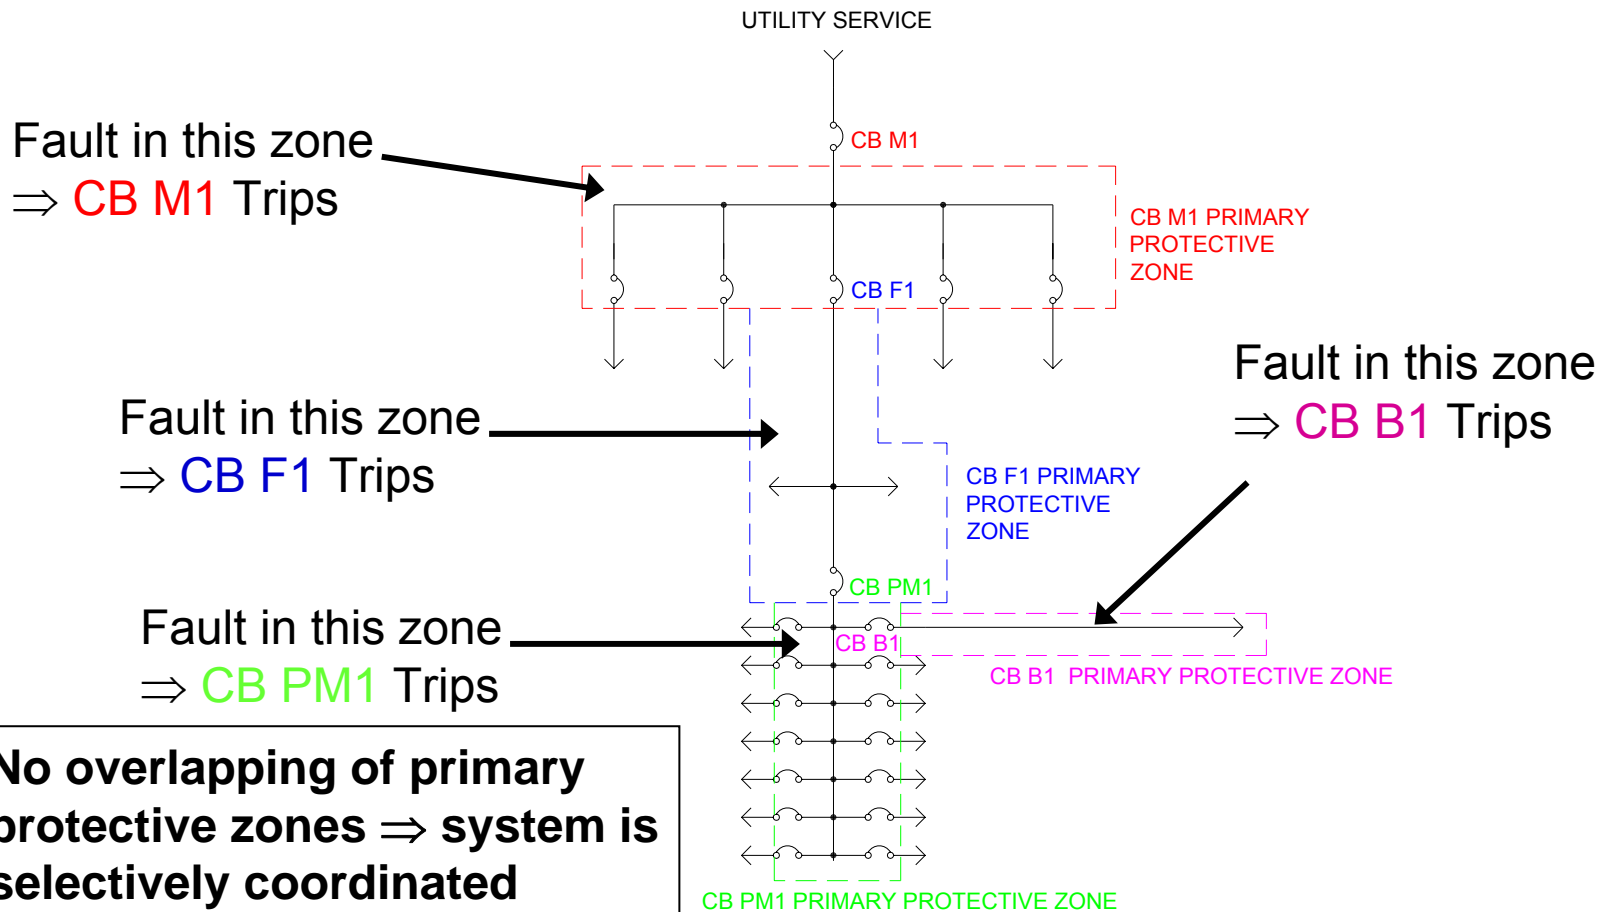 UTILITY SERVICE
CB M1
Fault in this zone
⇒ CB M1 Trips
CB M1 PRIMARY
PROTECTIVE
ZONE
CB F1
Fault in this zone
⇒ CB B1 Trips
Fault in this zone
⇒ CB F1 Trips
CB F1 PRIMARY
PROTECTIVE
ZONE
CB PM1
Fault in this zone
⇒ CB PM1 Trips
CB B1
CB B1 PRIMARY PROTECTIVE ZONE
No overlapping of primary
protective zones ⇒ system is
selectively coordinated
CB PM1 PRIMARY PROTECTIVE ZONE